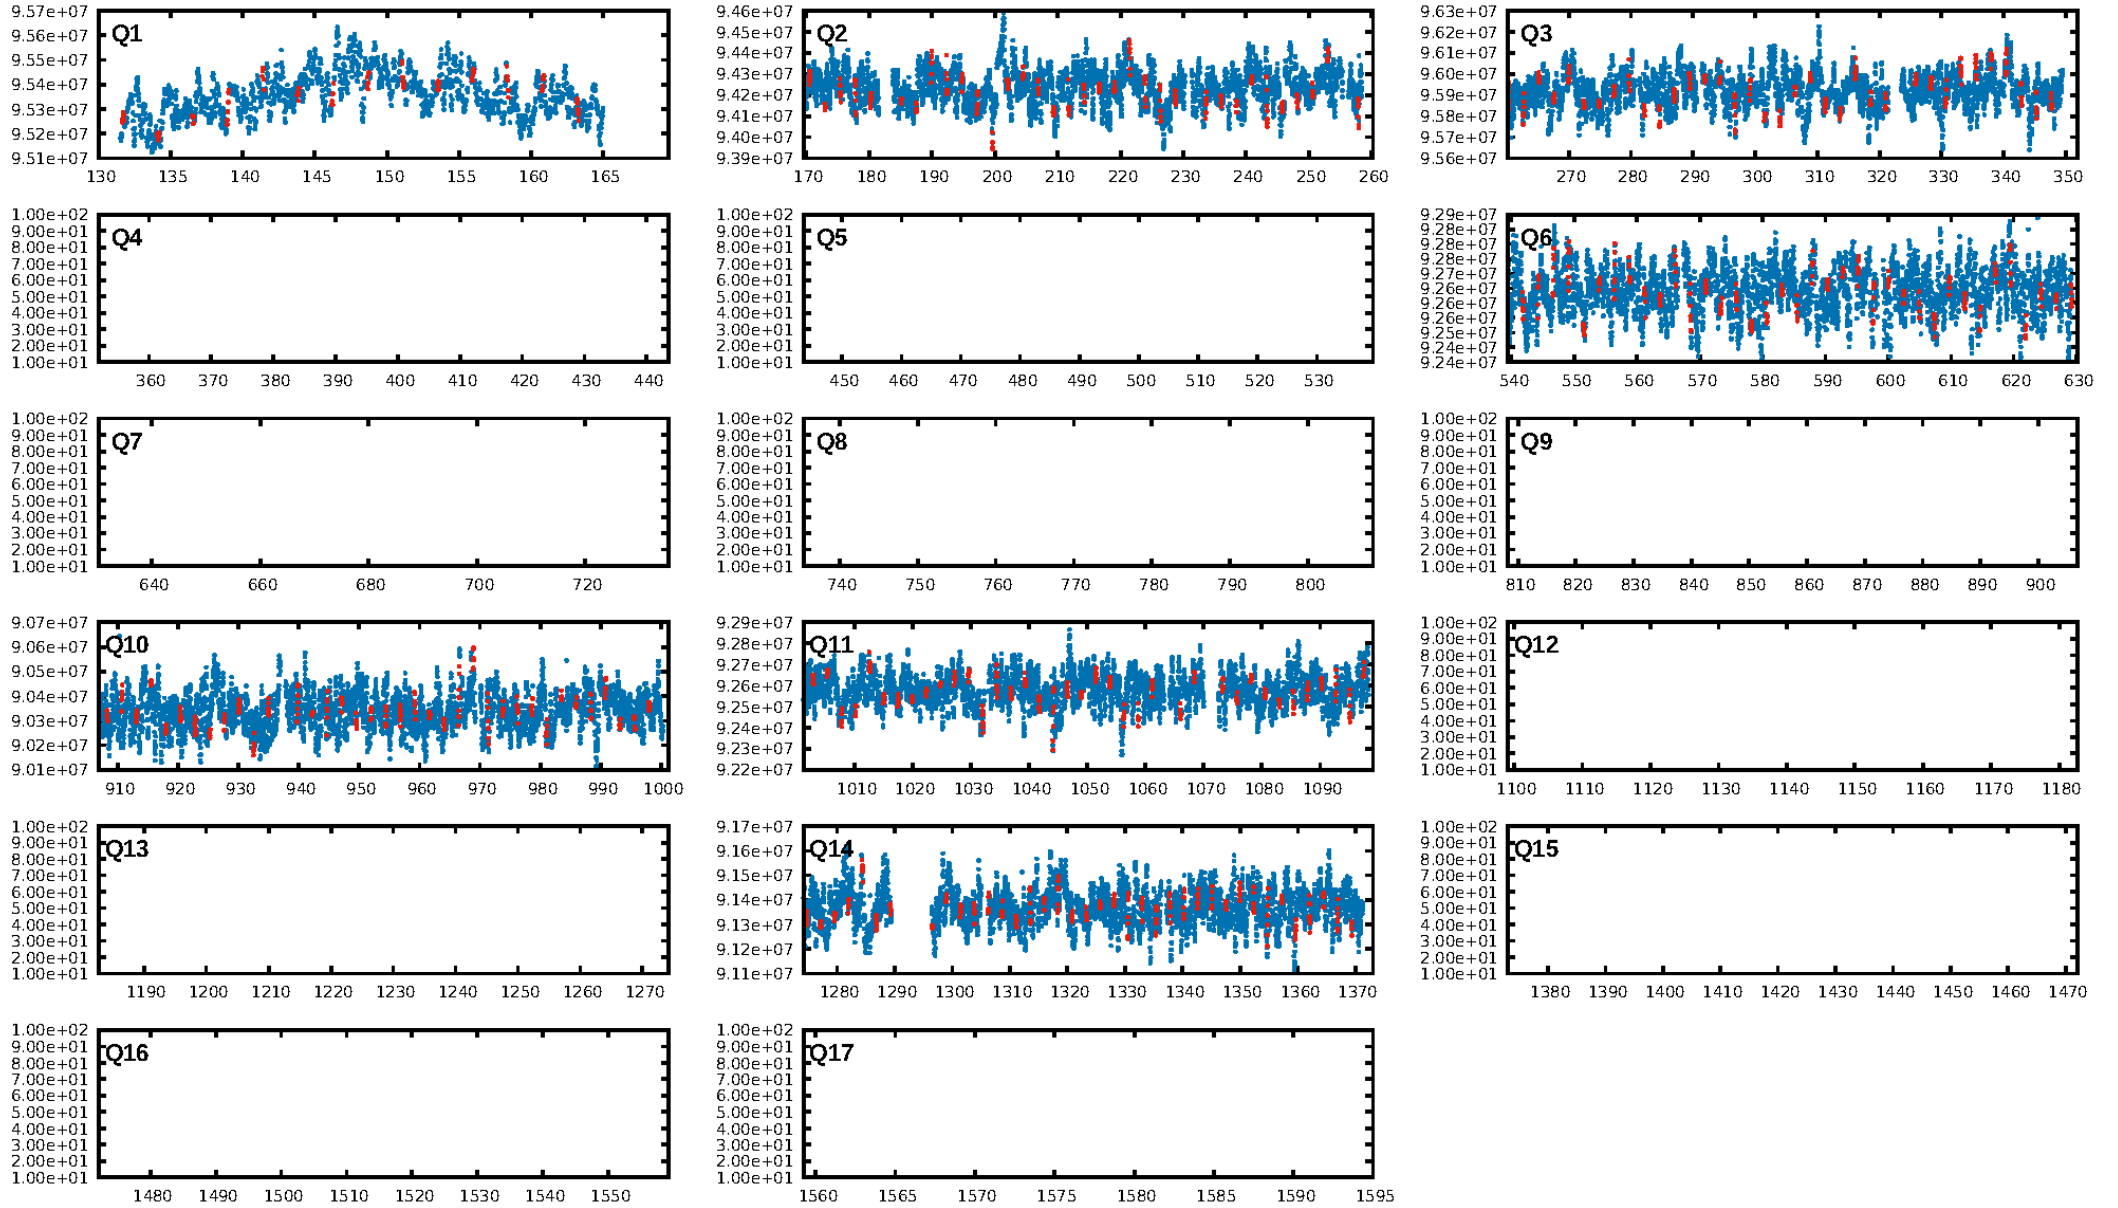 Q1
9.57e+07
9.56e+07
9.55e+07
9.54e+07
9.53e+07
9.52e+07
9.51e+07
130 135 140 145 150 155 160 165
Q2
9.46e+07
9.45e+07
9.44e+07
9.43e+07
9.42e+07
9.41e+07
9.40e+07
9.39e+07
170 180 190 200 210 220 230 240 250 260
Q3
9.63e+07
9.62e+07
9.61e+07
9.60e+07
9.59e+07
9.58e+07
9.57e+07
9.56e+07
270 280 290 300 310 320 330 340 350
Q4
1.00e+02
9.00e+01
8.00e+01
7.00e+01
6.00e+01
5.00e+01
4.00e+01
3.00e+01
2.00e+01
1.00e+01
360 370 380 390 400 410 420 430 440
Q5
1.00e+02
9.00e+01
8.00e+01
7.00e+01
6.00e+01
5.00e+01
4.00e+01
3.00e+01
2.00e+01
1.00e+01
450 460 470 480 490 500 510 520 530
Q6
9.29e+07
9.28e+07
9.28e+07
9.27e+07
9.27e+07
9.26e+07
9.26e+07
9.25e+07
9.25e+07
9.24e+07
9.24e+07
540 550 560 570 580 590 600 610 620 630
Q7
1.00e+02
9.00e+01
8.00e+01
7.00e+01
6.00e+01
5.00e+01
4.00e+01
3.00e+01
2.00e+01
1.00e+01
640 660 680 700 720
Q8
1.00e+02
9.00e+01
8.00e+01
7.00e+01
6.00e+01
5.00e+01
4.00e+01
3.00e+01
2.00e+01
1.00e+01
740 750 760 770 780 790 800
Q9
1.00e+02
9.00e+01
8.00e+01
7.00e+01
6.00e+01
5.00e+01
4.00e+01
3.00e+01
2.00e+01
1.00e+01
810 820 830 840 850 860 870 880 890 900
Q10
9.07e+07
9.06e+07
9.05e+07
9.04e+07
9.03e+07
9.02e+07
9.01e+07
910 920 930 940 950 960 970 980 990 1000
Q11
9.29e+07
9.28e+07
9.27e+07
9.26e+07
9.25e+07
9.24e+07
9.23e+07
9.22e+07
1010 1020 1030 1040 1050 1060 1070 1080 1090
Q12
1.00e+02
9.00e+01
8.00e+01
7.00e+01
6.00e+01
5.00e+01
4.00e+01
3.00e+01
2.00e+01
1.00e+01
1100 1110 1120 1130 1140 1150 1160 1170 1180
Q13
1.00e+02
9.00e+01
8.00e+01
7.00e+01
6.00e+01
5.00e+01
4.00e+01
3.00e+01
2.00e+01
1.00e+01
1190 1200 1210 1220 1230 1240 1250 1260 1270
Q14
9.17e+07
9.16e+07
9.15e+07
9.14e+07
9.13e+07
9.12e+07
9.11e+07
1280 1290 1300 1310 1320 1330 1340 1350 1360 1370
Q15
1.00e+02
9.00e+01
8.00e+01
7.00e+01
6.00e+01
5.00e+01
4.00e+01
3.00e+01
2.00e+01
1.00e+01
1380 1390 1400 1410 1420 1430 1440 1450 1460 1470
Q16
1.00e+02
9.00e+01
8.00e+01
7.00e+01
6.00e+01
5.00e+01
4.00e+01
3.00e+01
2.00e+01
1.00e+01
1480 1490 1500 1510 1520 1530 1540 1550
Q17
1.00e+02
9.00e+01
8.00e+01
7.00e+01
6.00e+01
5.00e+01
4.00e+01
3.00e+01
2.00e+01
1.00e+01
1560 1565 1570 1575 1580 1585 1590 1595